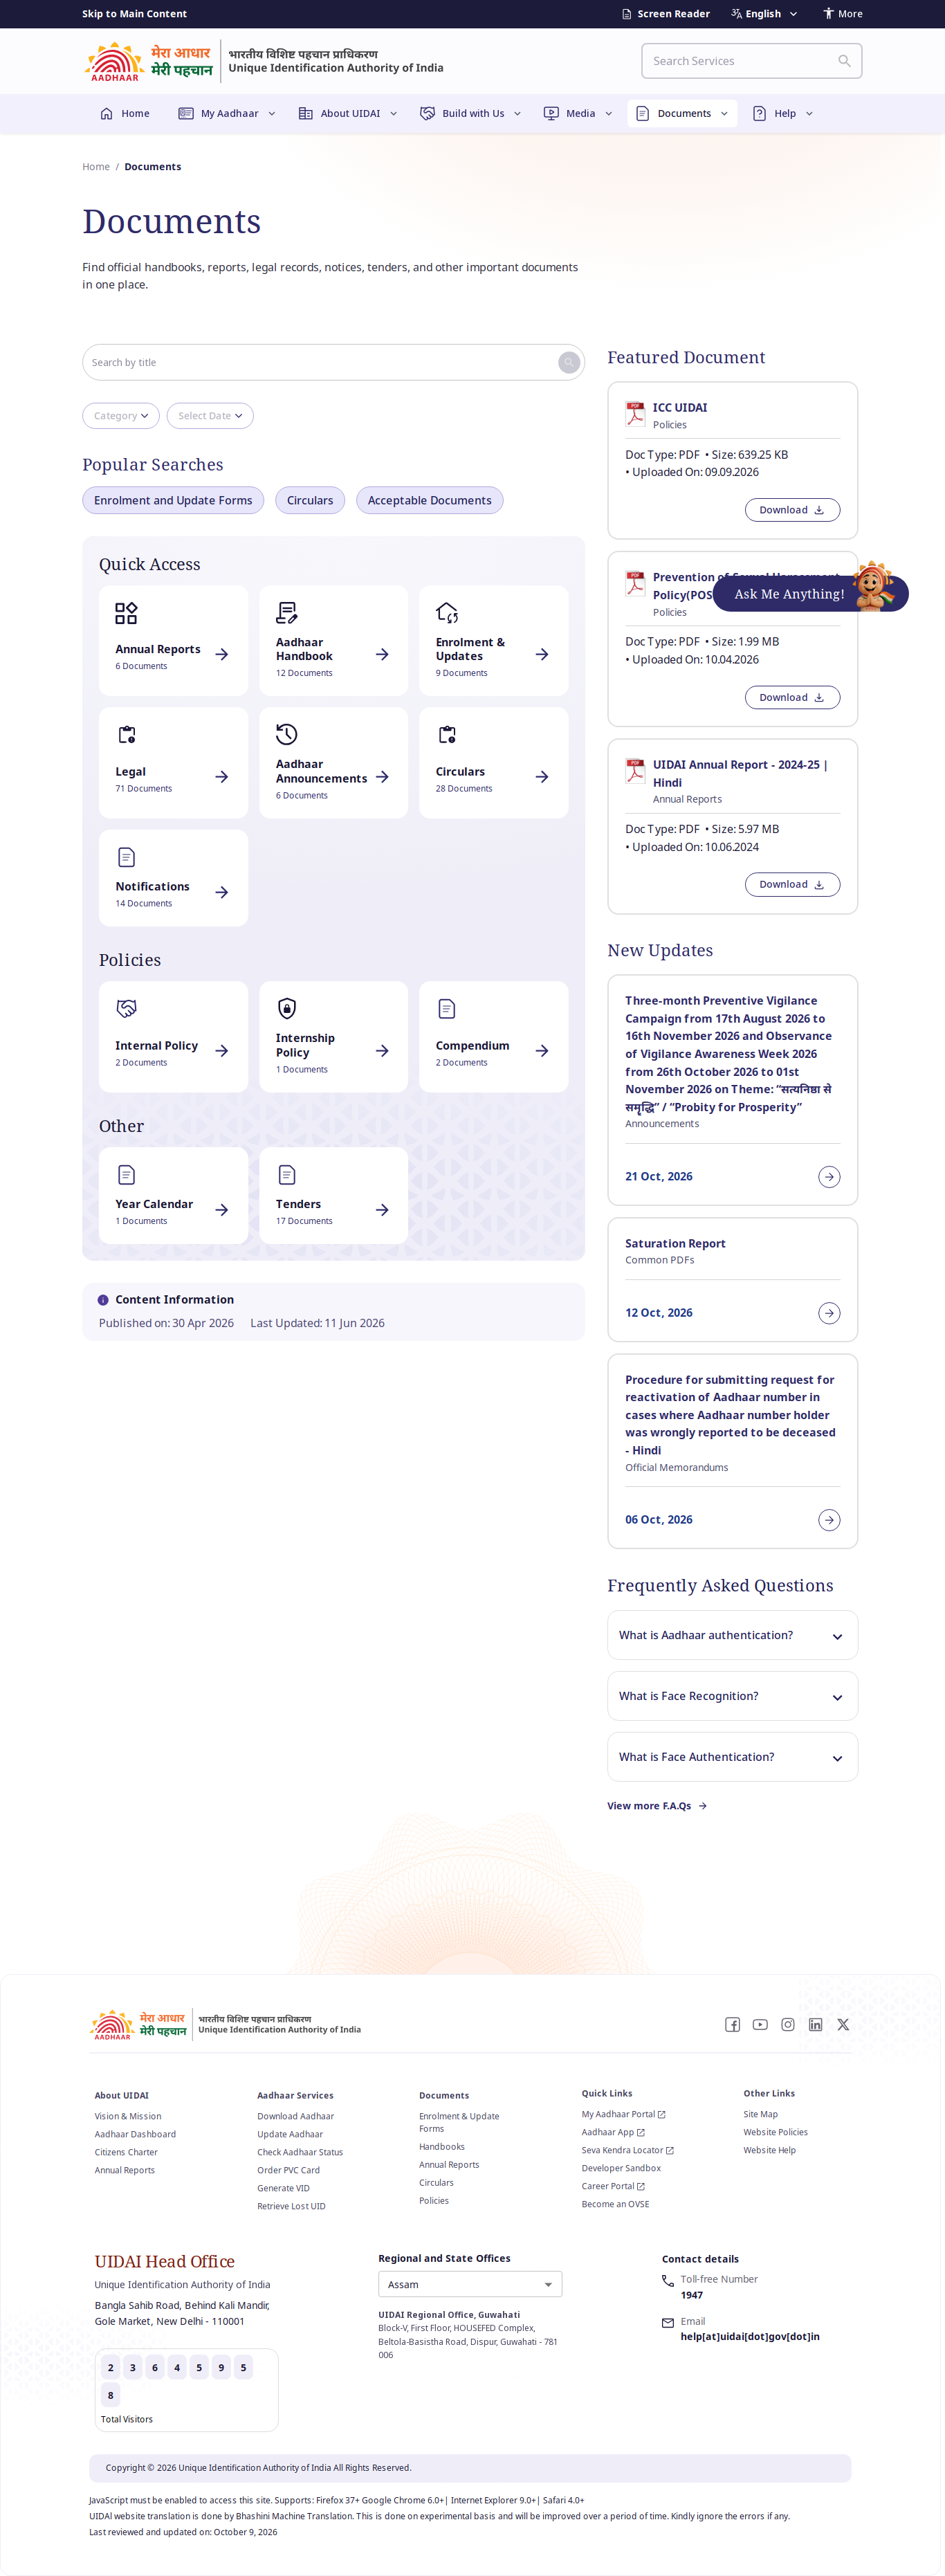 Skip to Main Content
Screen Reader
English
More
मेरा आधार
मेरी पहचान
AADHAAR
भारतीय विशिष्ट पहचान प्राधिकरण
Unique Identification Authority of India
Search Services
Home
My Aadhaar
About UIDAI
Build with Us
Media
Documents
Help
Home / Documents
Documents
Find official handbooks, reports, legal records, notices, tenders, and other important documents
in one place.
Search by title
Category
Select Date
Popular Searches
Enrolment and Update Forms
Circulars
Acceptable Documents
Quick Access
Annual Reports
6 Documents
Aadhaar
Handbook
12 Documents
Enrolment &
Updates
9 Documents
Legal
71 Documents
Aadhaar
Announcements
6 Documents
Circulars
28 Documents
Notifications
14 Documents
Policies
Internal Policy
2 Documents
Internship
Policy
1 Documents
Compendium
2 Documents
Other
Year Calendar
1 Documents
Tenders
17 Documents
Content Information
Published on: 30 Apr 2026
Last Updated: 11 Jun 2026
Featured Document
PDF
ICC UIDAI
Policies
Doc Type: PDF • Size: 639.25 KB
• Uploaded On: 09.09.2026
Download
PDF
Prevention of Sexual Harassment
Policy(POS
Policies
Ask Me Anything!
Doc Type: PDF • Size: 1.99 MB
• Uploaded On: 10.04.2026
Download
PDF
UIDAI Annual Report - 2024-25 |
Hindi
Annual Reports
Doc Type: PDF • Size: 5.97 MB
• Uploaded On: 10.06.2024
Download
New Updates
Three-month Preventive Vigilance
Campaign from 17th August 2026 to
16th November 2026 and Observance
of Vigilance Awareness Week 2026
from 26th October 2026 to 01st
November 2026 on Theme: “सत्यनिष्ठा से
समृद्धि” / “Probity for Prosperity”
Announcements
21 Oct, 2026
Saturation Report
Common PDFs
12 Oct, 2026
Procedure for submitting request for
reactivation of Aadhaar number in
cases where Aadhaar number holder
was wrongly reported to be deceased
- Hindi
Official Memorandums
06 Oct, 2026
Frequently Asked Questions
What is Aadhaar authentication?
What is Face Recognition?
What is Face Authentication?
View more F.A.Qs
मेरा आधार
मेरी पहचान
AADHAAR
भारतीय विशिष्ट पहचान प्राधिकरण
Unique Identification Authority of India
About UIDAI
Vision & Mission
Aadhaar Dashboard
Citizens Charter
Annual Reports
Aadhaar Services
Download Aadhaar
Update Aadhaar
Check Aadhaar Status
Order PVC Card
Generate VID
Retrieve Lost UID
Documents
Enrolment & Update
Forms
Handbooks
Annual Reports
Circulars
Policies
Quick Links
My Aadhaar Portal
Aadhaar App
Seva Kendra Locator
Developer Sandbox
Career Portal
Become an OVSE
Other Links
Site Map
Website Policies
Website Help
UIDAI Head Office
Unique Identification Authority of India
Bangla Sahib Road, Behind Kali Mandir,
Gole Market, New Delhi - 110001
2 3 6 4 5 9 5
8
Total Visitors
Regional and State Offices
Assam
UIDAI Regional Office, Guwahati
Block-V, First Floor, HOUSEFED Complex,
Beltola-Basistha Road, Dispur, Guwahati - 781
006
Contact details
Toll-free Number
1947
Email
help[at]uidai[dot]gov[dot]in
Copyright © 2026 Unique Identification Authority of India All Rights Reserved.
JavaScript must be enabled to access this site. Supports: Firefox 37+ Google Chrome 6.0+| Internet Explorer 9.0+| Safari 4.0+
UIDAI website translation is done by Bhashini Machine Translation. This is done on experimental basis and will be improved over a period of time. Kindly ignore the errors if any.
Last reviewed and updated on: October 9, 2026